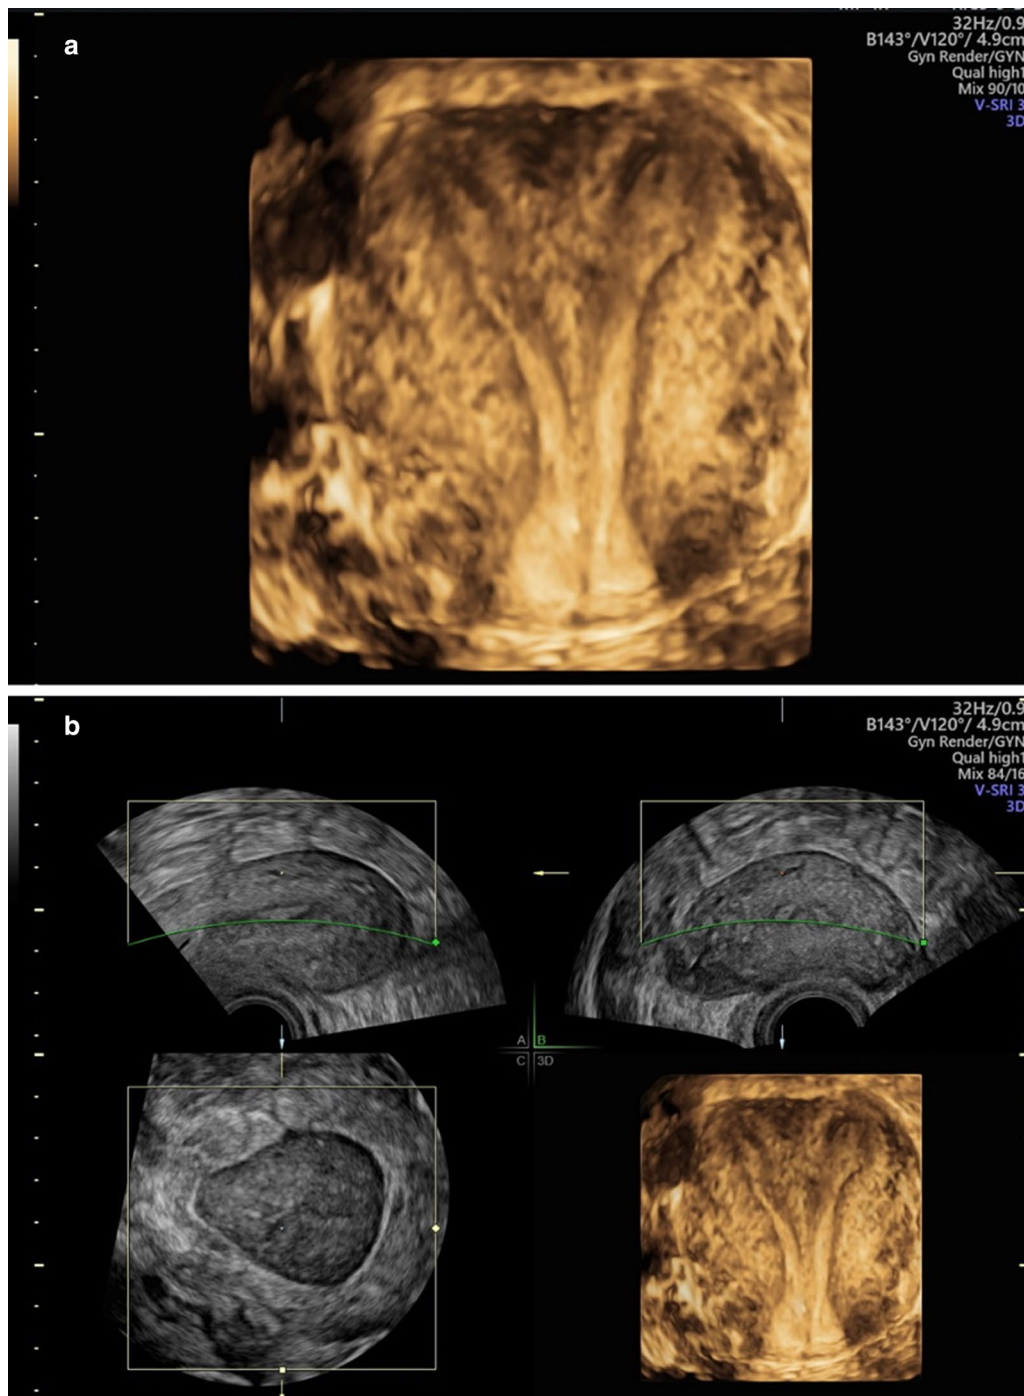 a
32Hz/0.9
B143°/V120°/ 4.9cm
Gyn Render/GYN
Qual high1
Mix 90/10
V-SRI 3
3D
b
32Hz/0.9
B143°/V120°/ 4.9cm
Gyn Render/GYN
Qual high1
Mix 84/16
V-SRI 3
3D
A B
C 3D